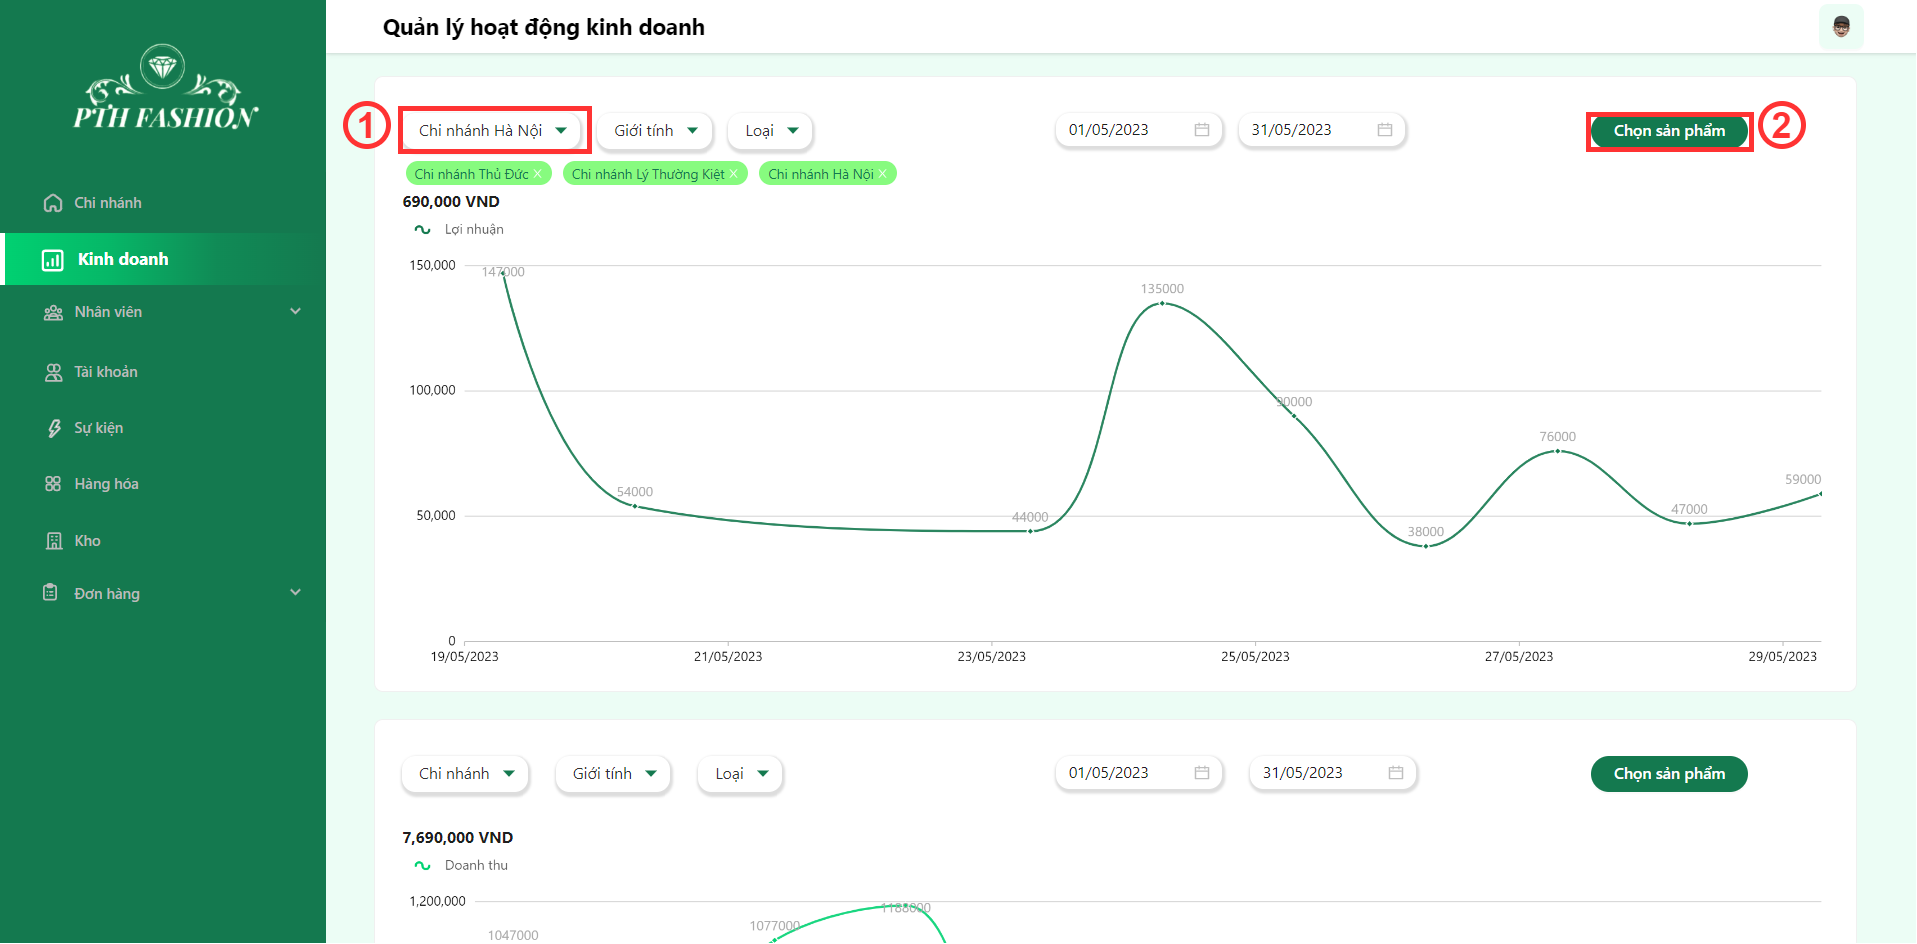 PTH FASHION
Chi nhánh
Kinh doanh
Nhân viên
Tài khoản
Sự kiện
Hàng hóa
Kho
Đơn hàng
Quản lý hoạt động kinh doanh
1 Chi nhánh Hà Nội Giới tính Loại 01/05/2023 31/05/2023 Chọn sản phẩm 2
Chi nhánh Thủ Đức × Chi nhánh Lý Thường Kiệt × Chi nhánh Hà Nội ×
690,000 VND
Lợi nhuận
150,000
147000
135000
100,000
90000
76000
54000
59000
50,000
44000
47000
38000
0
19/05/2023 21/05/2023 23/05/2023 25/05/2023 27/05/2023 29/05/2023
Chi nhánh Giới tính Loại 01/05/2023 31/05/2023 Chọn sản phẩm
7,690,000 VND
Doanh thu
1,200,000
1188000
1077000
1047000